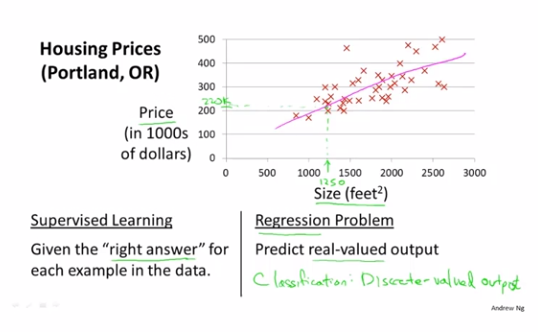 Housing Prices
(Portland, OR)
Price
(in 1000s
of dollars)
500
400
300
220k
200
100
0
0 500 1000 1500 2000 2500 3000
1250
Size (feet²)
Supervised Learning
Given the “right answer” for
each example in the data.
Regression Problem
Predict real-valued output
Classification: Discrete-valued output
Andrew Ng